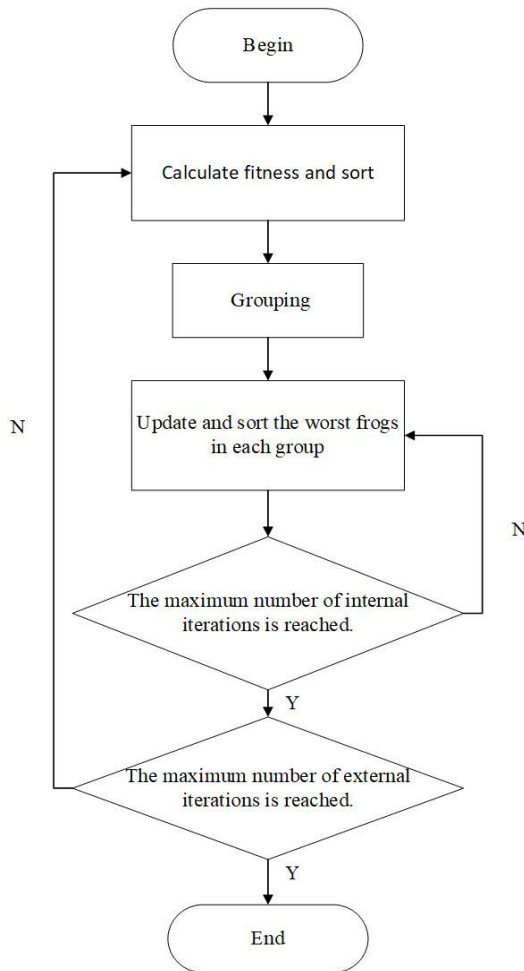 Begin
Calculate fitness and sort
Grouping
Update and sort the worst frogs
in each group
N
N
The maximum number of internal
iterations is reached.
Y
The maximum number of external
iterations is reached.
Y
End